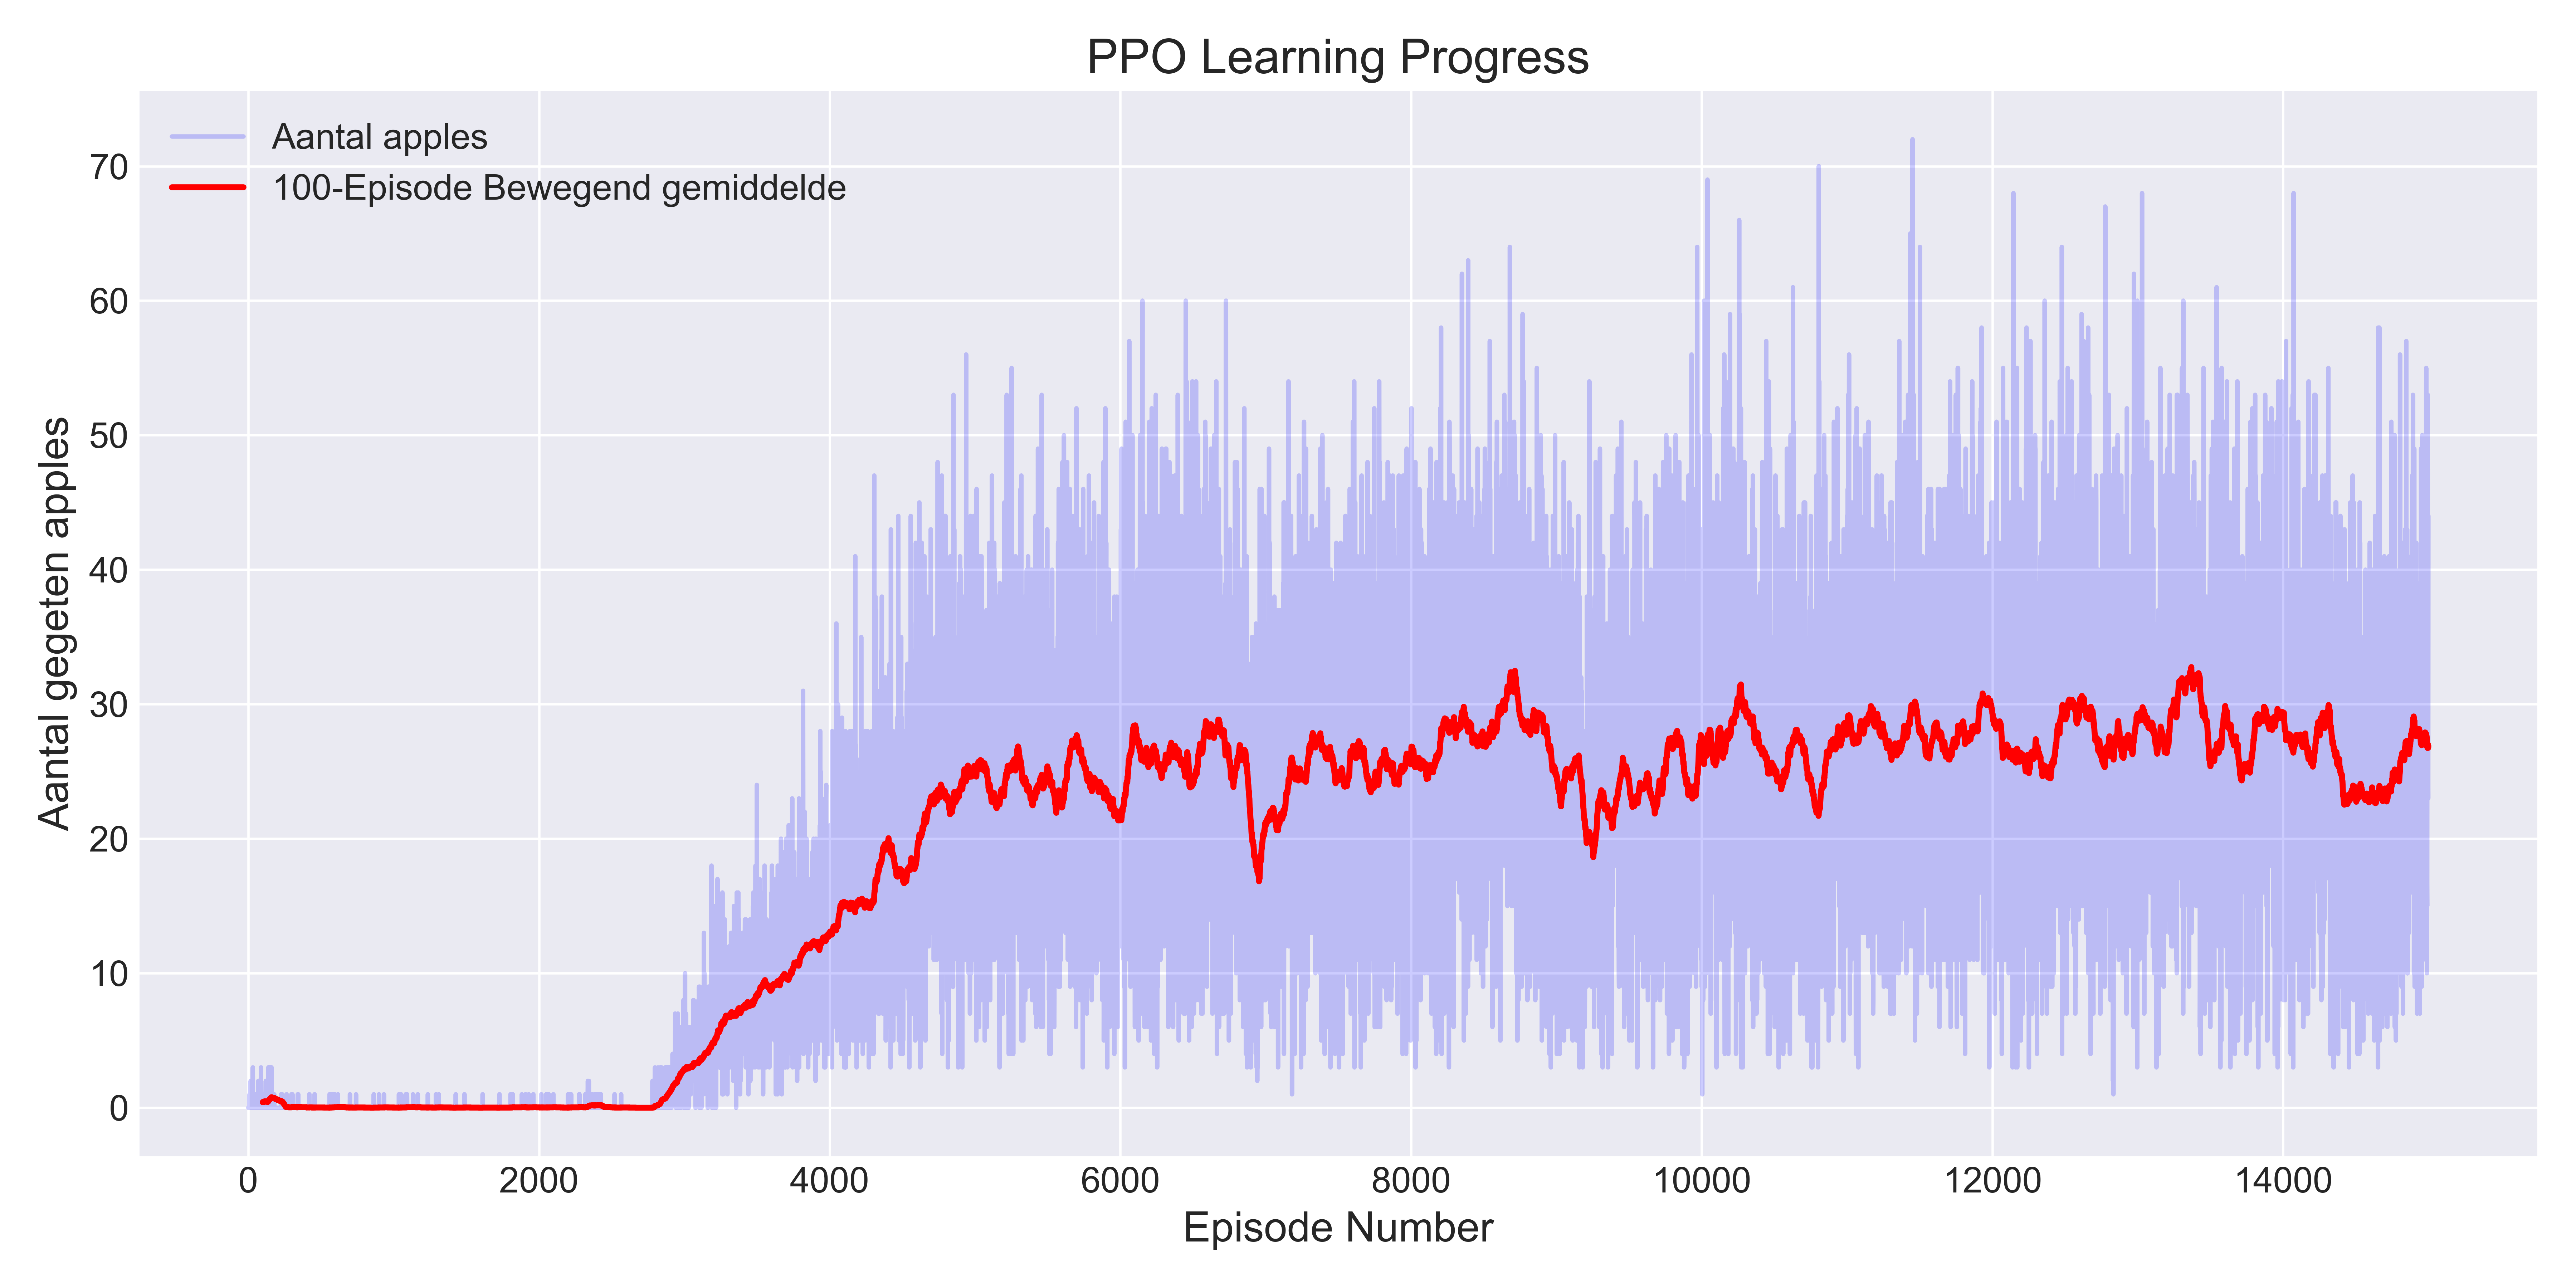 PPO Learning Progress
Aantal apples
100-Episode Bewegend gemiddelde
70
60
50
40
30
20
10
0
Aantal gegeten apples
0 2000 4000 6000 8000 10000 12000 14000
Episode Number